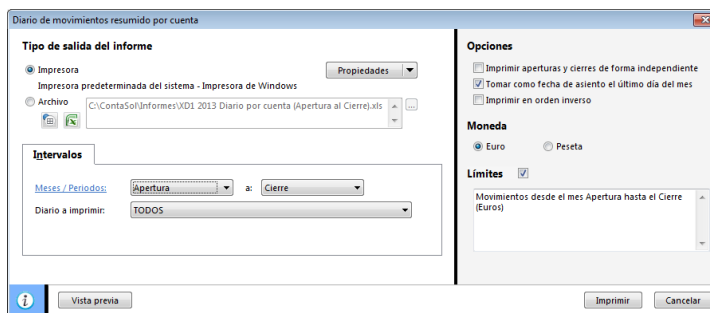 Diario de movimientos resumido por cuenta
Tipo de salida del informe
Impresora
Propiedades
Impresora predeterminada del sistema - Impresora de Windows
Archivo
C:\ContaSol\Informes\XD1 2013 Diario por cuenta (Apertura al Cierre).xls
...
Intervalos
Meses / Periodos: Apertura a: Cierre
Diario a imprimir: TODOS
Opciones
Imprimir aperturas y cierres de forma independiente
Tomar como fecha de asiento el último día del mes
Imprimir en orden inverso
Moneda
Euro Peseta
Límites
Movimientos desde el mes Apertura hasta el Cierre
(Euros)
Vista previa Imprimir Cancelar